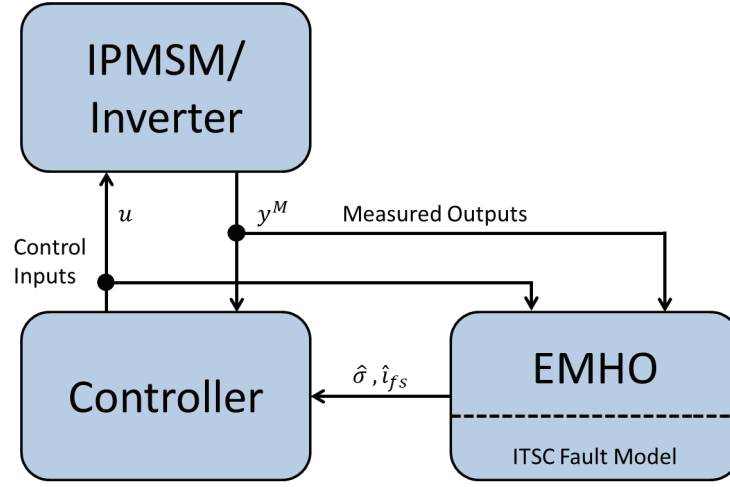 IPMSM/
Inverter
u
y^M
Measured Outputs
Control
Inputs
Controller
σ̂ , î_fs
EMHO
ITSC Fault Model